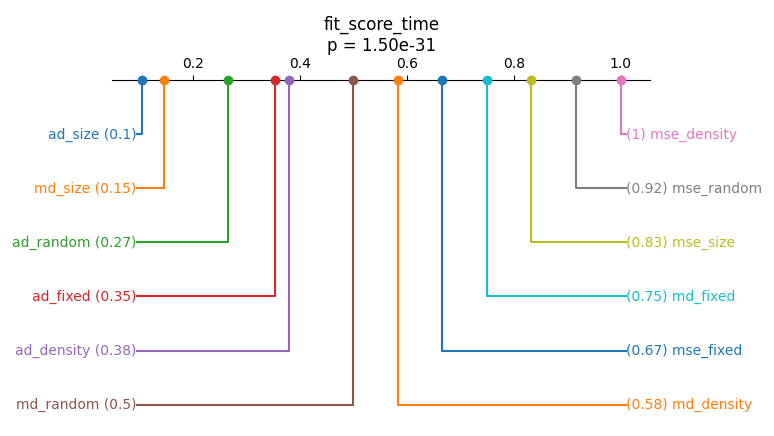 fit_score_time
p = 1.50e-31
0.2 0.4 0.6 0.8 1.0
ad_size (0.1) (1) mse_density
md_size (0.15) (0.92) mse_random
ad_random (0.27) (0.83) mse_size
ad_fixed (0.35) (0.75) md_fixed
ad_density (0.38) (0.67) mse_fixed
md_random (0.5) (0.58) md_density